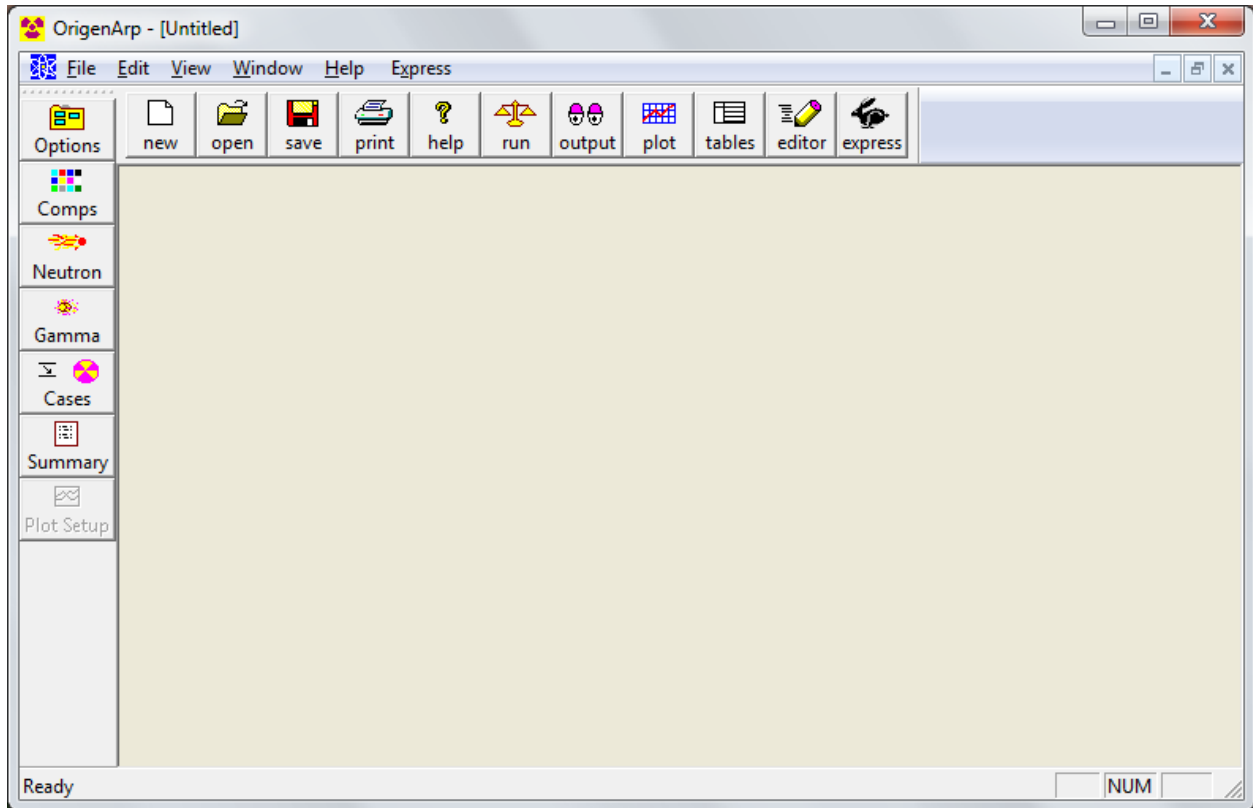 OrigenArp - [Untitled]
File Edit View Window Help Express
Options
new open save print help run output plot tables editor express
Comps
Neutron
Gamma
Cases
Summary
Plot Setup
Ready NUM